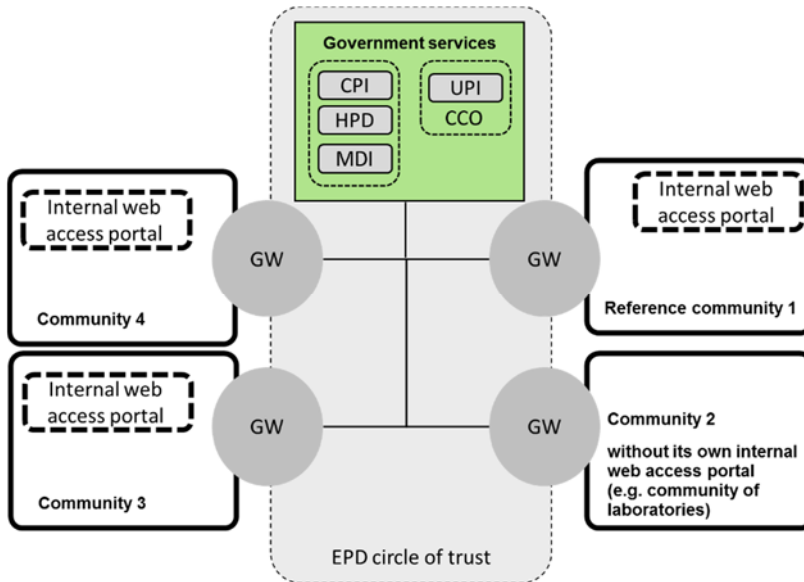 Government services
CPI
HPD
MDI
UPI
CCO
Internal web
access portal
GW
Community 4
GW
Internal web
access portal
Reference community 1
Internal web
access portal
GW
Community 3
GW
Community 2
without its own internal
web access portal
(e.g. community of
laboratories)
EPD circle of trust